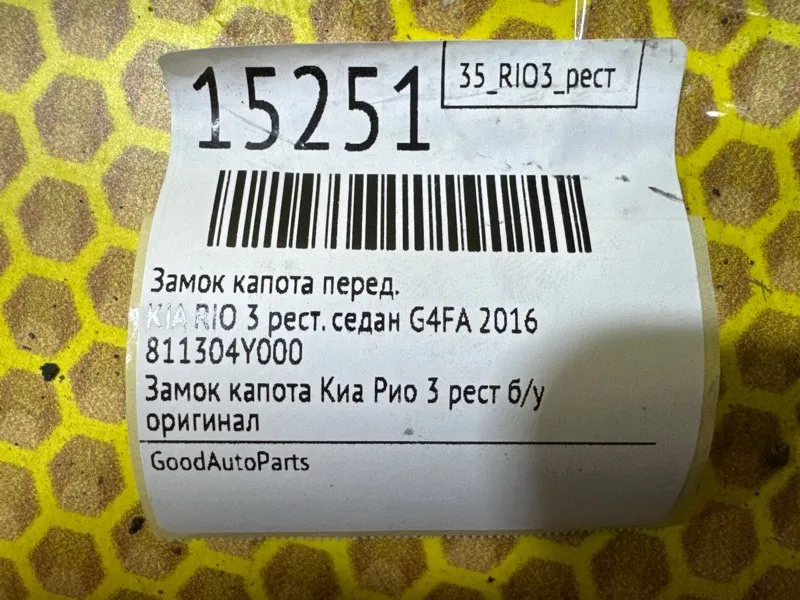 15251
35_RIO3_рест
Замок капота перед.
KIA RIO 3 рест. седан G4FA 2016
811304Y000
Замок капота Киа Рио 3 рест б/у
оригинал
GoodAutoParts